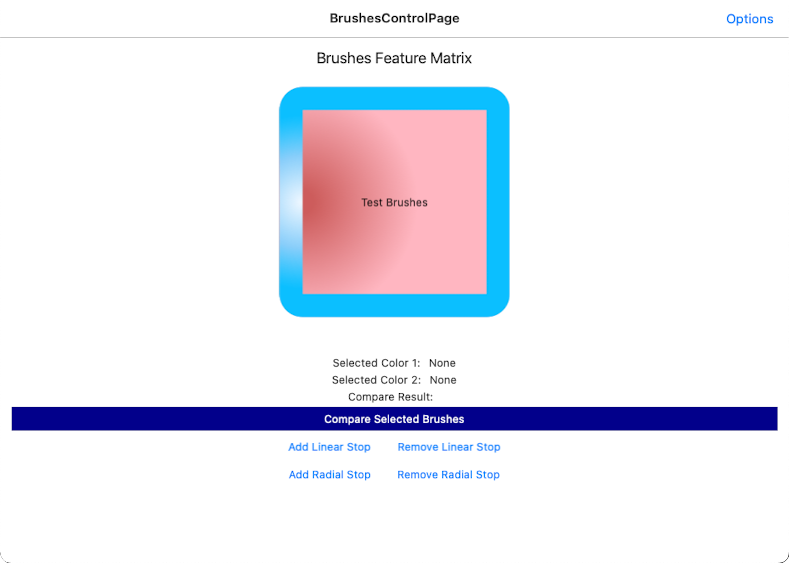 BrushesControlPage
Options
Brushes Feature Matrix
Test Brushes
Selected Color 1: None
Selected Color 2: None
Compare Result:
Compare Selected Brushes
Add Linear Stop Remove Linear Stop
Add Radial Stop Remove Radial Stop